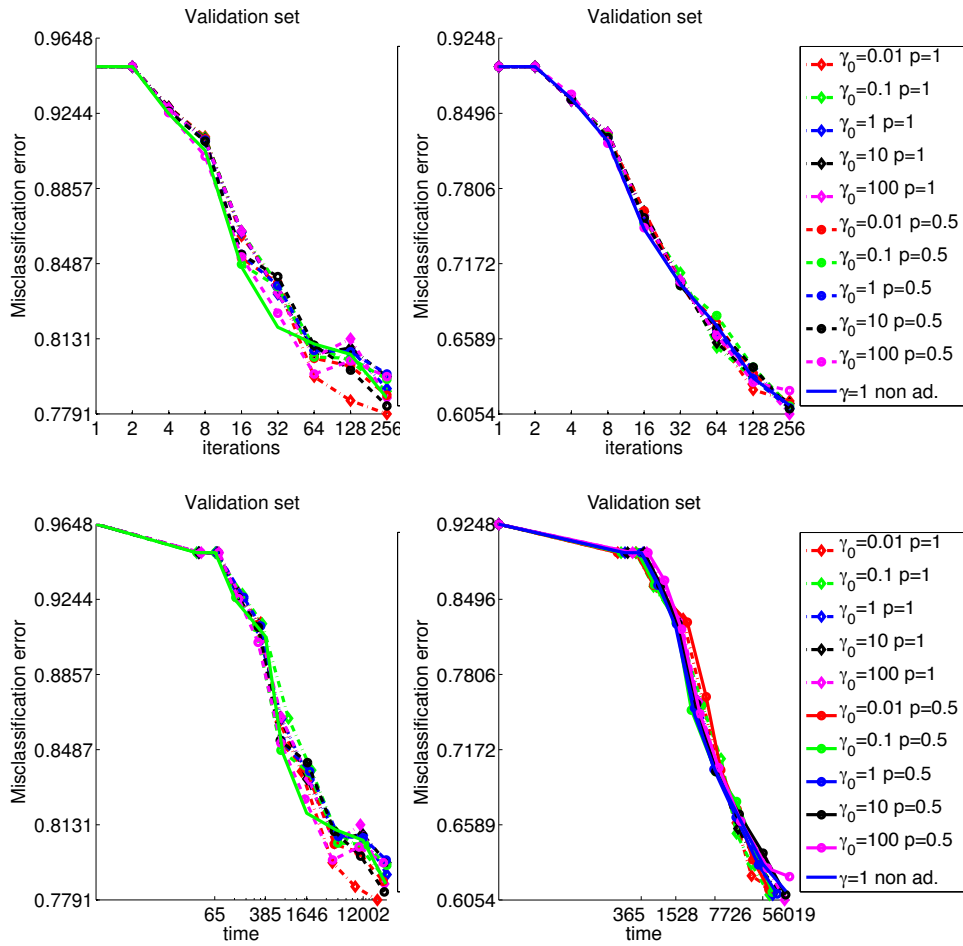 Validation set
Misclassification error
0.9648
0.9244
0.8857
0.8487
0.8131
0.7791
1 2 4 8 16 32 64 128 256
iterations
Validation set
Misclassification error
0.9248
0.8496
0.7806
0.7172
0.6589
0.6054
1 2 4 8 16 32 64 128 256
iterations
γ0=0.01 p=1
γ0=0.1 p=1
γ0=1 p=1
γ0=10 p=1
γ0=100 p=1
γ0=0.01 p=0.5
γ0=0.1 p=0.5
γ0=1 p=0.5
γ0=10 p=0.5
γ0=100 p=0.5
γ=1 non ad.
Validation set
Misclassification error
0.9648
0.9244
0.8857
0.8487
0.8131
0.7791
65 385 1646 12002
time
Validation set
Misclassification error
0.9248
0.8496
0.7806
0.7172
0.6589
0.6054
365 1528 7726 56019
time
γ0=0.01 p=1
γ0=0.1 p=1
γ0=1 p=1
γ0=10 p=1
γ0=100 p=1
γ0=0.01 p=0.5
γ0=0.1 p=0.5
γ0=1 p=0.5
γ0=10 p=0.5
γ0=100 p=0.5
γ=1 non ad.